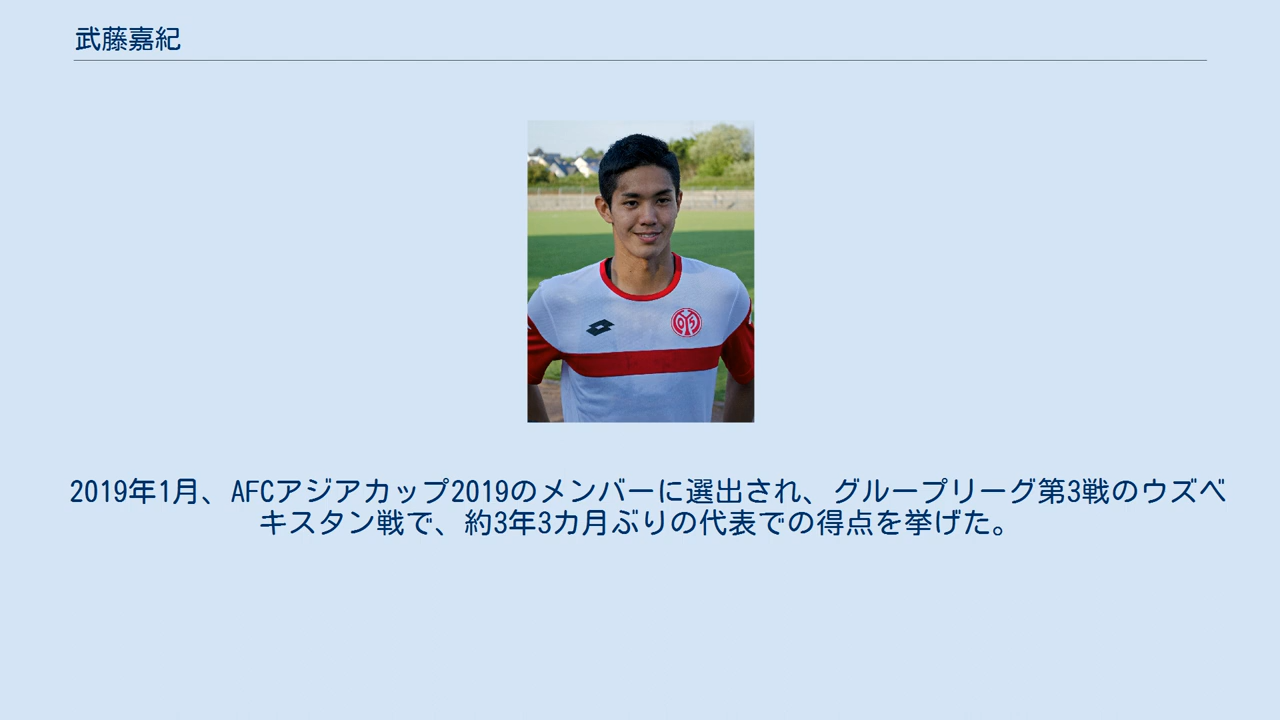 武藤嘉紀
2019年1月、AFCアジアカップ2019のメンバーに選出され、グループリーグ第3戦のウズベ
キスタン戦で、約3年3カ月ぶりの代表での得点を挙げた。